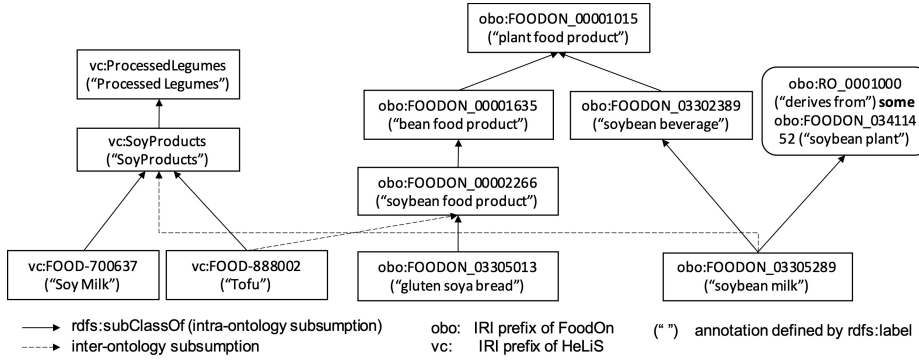 obo:FOODON_00001015
(“plant food product”)
vc:ProcessedLegumes
(“Processed Legumes”)
obo:FOODON_00001635
(“bean food product”)
obo:FOODON_03302389
(“soybean beverage”)
obo:RO_0001000
(“derives from”) some
obo:FOODON_034114
52 (“soybean plant”)
vc:SoyProducts
(“SoyProducts”)
obo:FOODON_00002266
(“soybean food product”)
vc:FOOD-700637
(“Soy Milk”)
vc:FOOD-888002
(“Tofu”)
obo:FOODON_03305013
(“gluten soya bread”)
obo:FOODON_03305289
(“soybean milk”)
rdfs:subClassOf (intra-ontology subsumption)
inter-ontology subsumption
obo: IRI prefix of FoodOn
vc: IRI prefix of HeLiS
(“ ”) annotation defined by rdfs:label